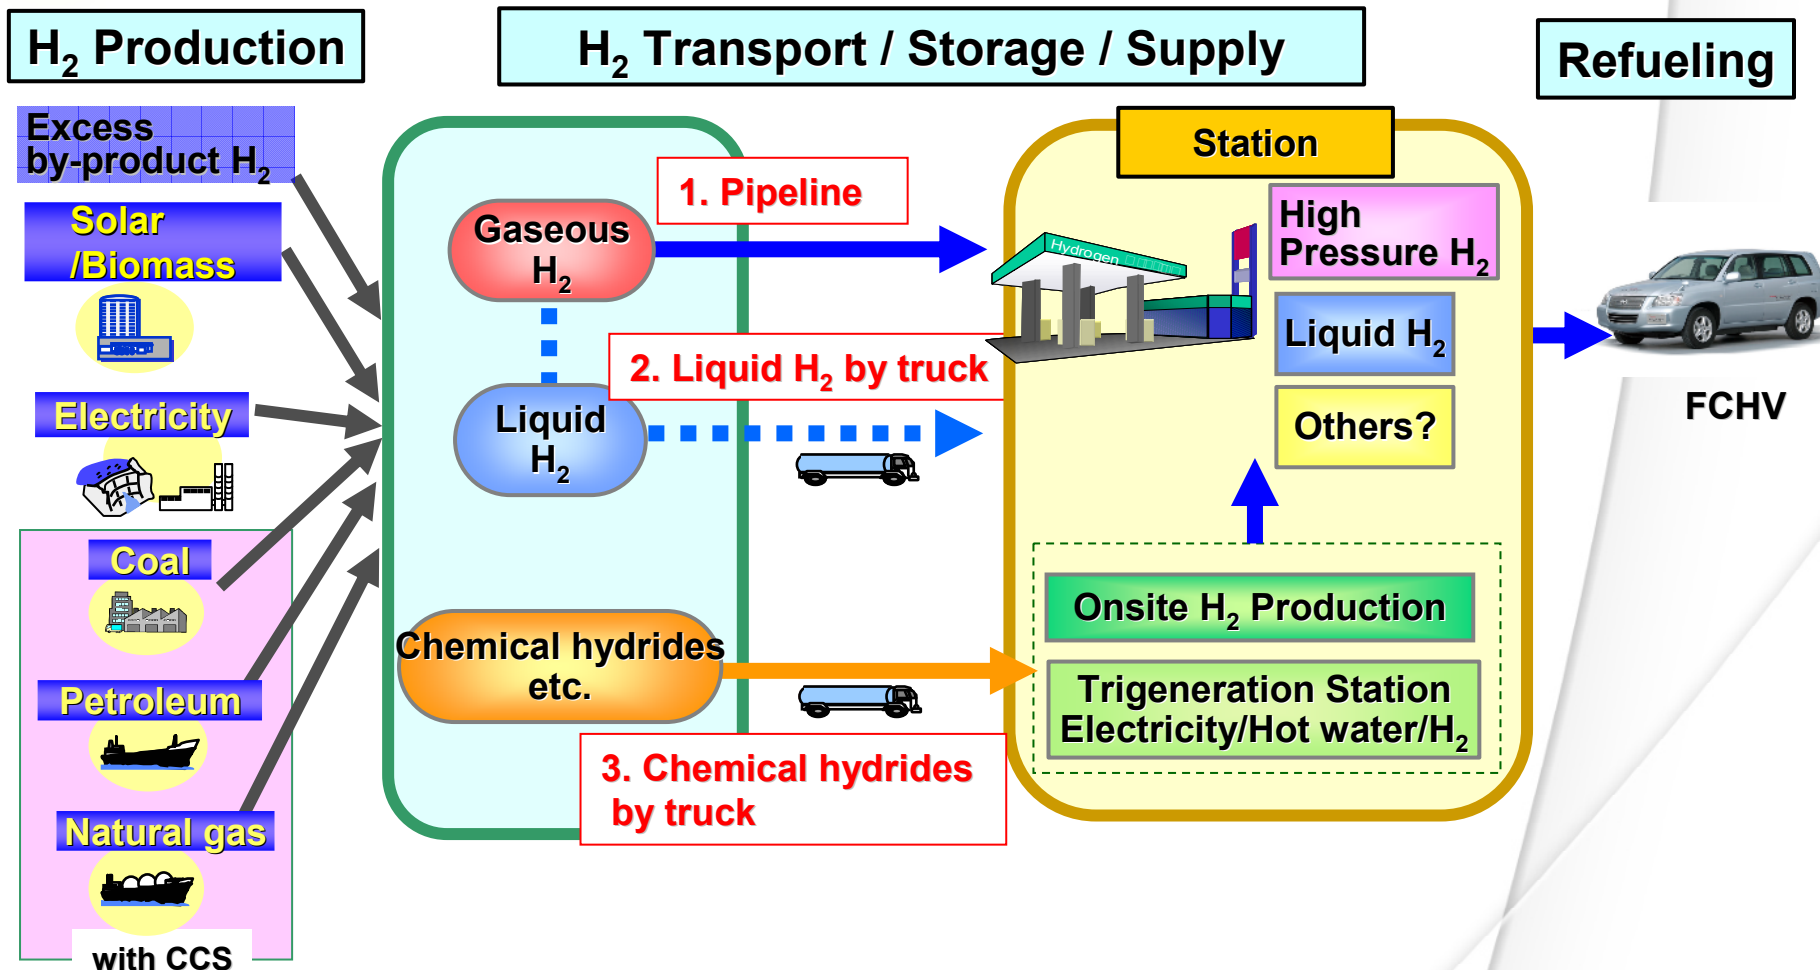 H₂ Production
H₂ Transport / Storage / Supply
Refueling
Excess
by-product H₂
Solar
/Biomass
Electricity
Coal
Petroleum
Natural gas
with CCS
Gaseous
H₂
Liquid
H₂
Chemical hydrides
etc.
1. Pipeline
2. Liquid H₂ by truck
3. Chemical hydrides
by truck
Station
Hydrogen
High
Pressure H₂
Liquid H₂
Others?
Onsite H₂ Production
Trigeneration Station
Electricity/Hot water/H₂
FCHV